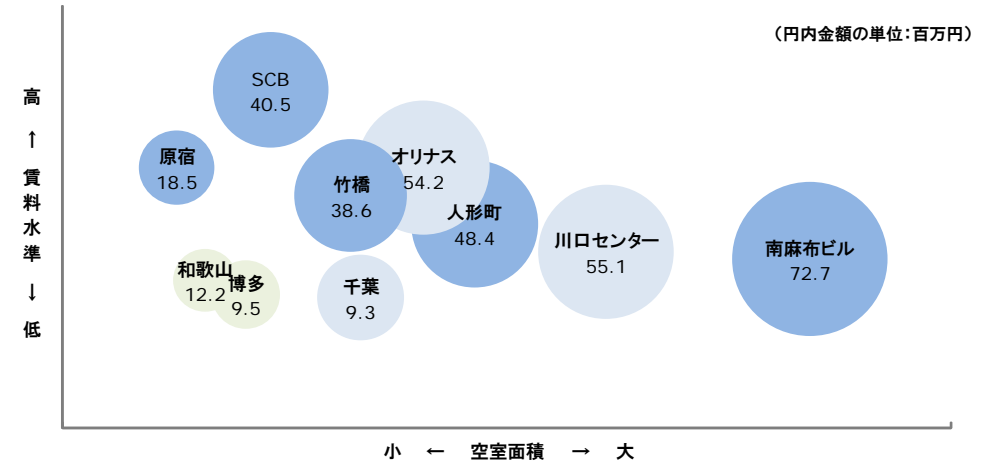 （円内金額の単位：百万円）
高 ↑ 賃料水準 ↓ 低
SCB
40.5
原宿
18.5
オリナス
54.2
竹橋
38.6
人形町
48.4
川口センター
55.1
南麻布ビル
72.7
和歌山
12.2
博多
9.5
千葉
9.3
小 ← 空室面積 → 大